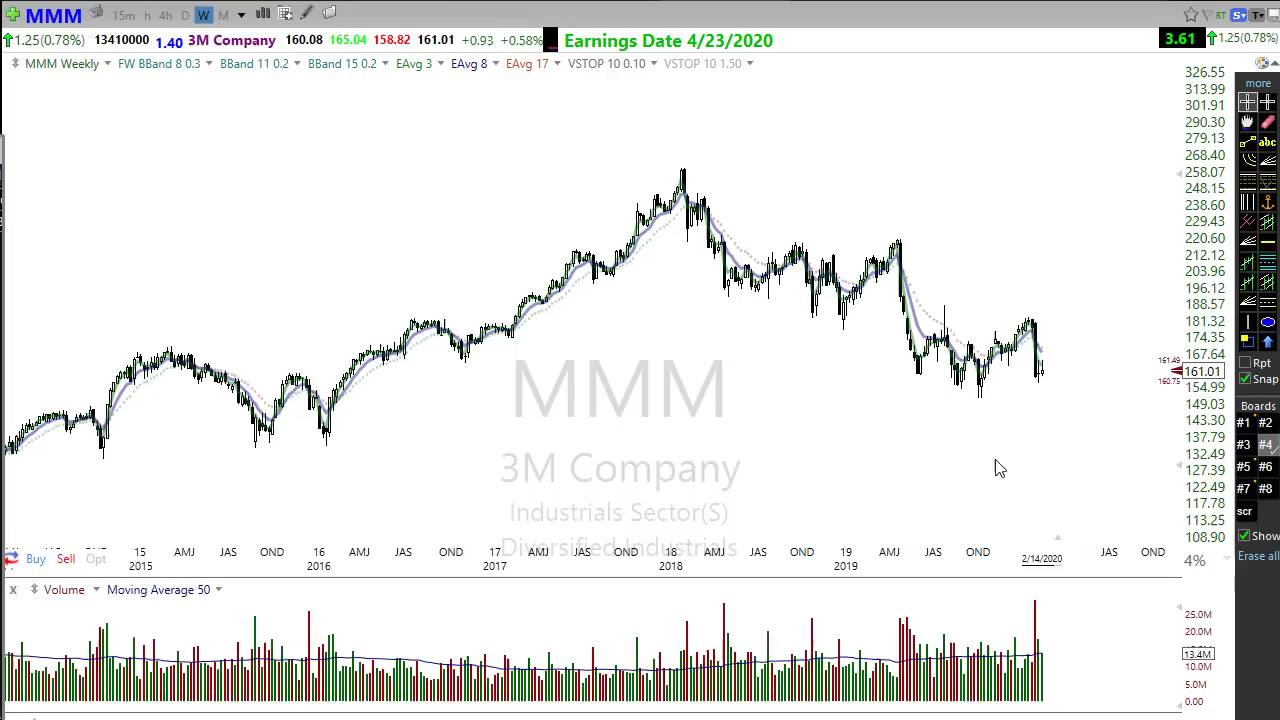 MMM 15m h 4h D W M RT S T
1.25(0.78%) 13410000 1.40 3M Company 160.08 165.04 158.82 161.01 +0.93 +0.58% Earnings Date 4/23/2020 3.61 1.25(0.78%)
MMM Weekly FW BBand 8 0.3 BBand 11 0.2 BBand 15 0.2 EAvg 3 EAvg 8 EAvg 17 VSTOP 10 0.10 VSTOP 10 1.50
326.55
313.99
301.91
290.30
279.13
268.40
258.07
248.15
238.60
229.43
220.60
212.12
203.96
196.12
188.57
181.32
174.35
167.64
161.49
161.01
160.75
154.99
149.03
143.30
137.79
132.49
127.39
122.49
117.78
113.25
108.90
more
abc
Rpt
Snap
Boards
#1 #2
#3 #4
#5 #6
#7 #8
scr
Show
Erase all
MMM
3M Company
Industrials Sector(S)
Diversified Industrials
15 AMJ JAS OND 16 AMJ JAS OND 17 AMJ JAS OND 18 AMJ JAS OND 19 AMJ JAS OND JAS OND
Buy Sell Opt 2015 2016 2017 2018 2019 2/14/2020 4%
X Volume Moving Average 50
25.0M
20.0M
13.4M
10.0M
5.0M
0.00